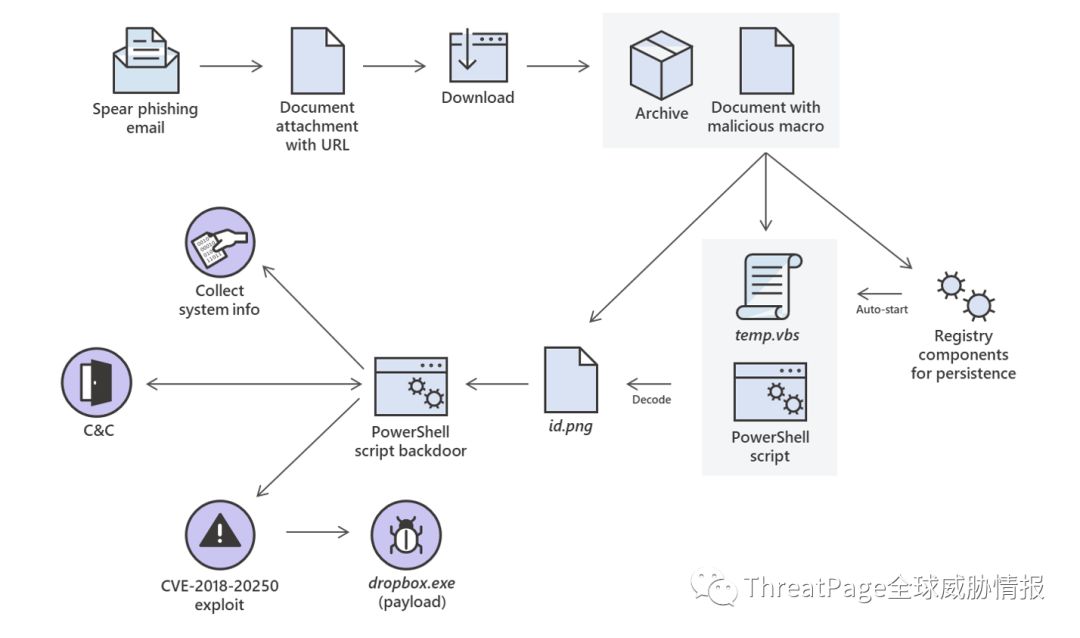 Spear phishing
email
Document
attachment
with URL
Download
Archive
Document with
malicious macro
Collect
system info
temp.vbs
Auto-start
Registry
components
for persistence
C&C
PowerShell
script backdoor
id.png
Decode
PowerShell
script
CVE-2018-20250
exploit
dropbox.exe
(payload)
ThreatPage全球威胁情报